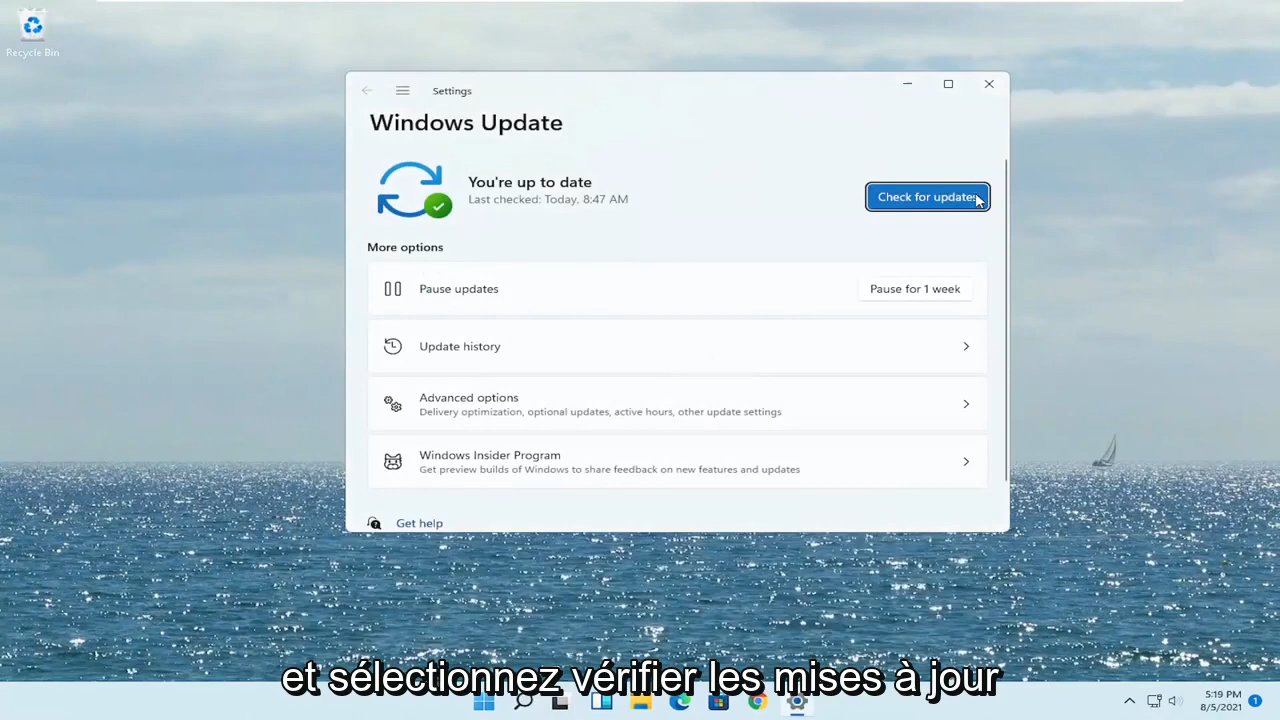 Recycle Bin
Settings
Windows Update
You're up to date
Last checked: Today, 8:47 AM
Check for updates
More options
Pause updates
Pause for 1 week
Update history
Advanced options
Delivery optimization, optional updates, active hours, other update settings
Windows Insider Program
Get preview builds of Windows to share feedback on new features and updates
Get help
et sélectionnez vérifier les mises à jour
5:19 PM
8/5/2021
1